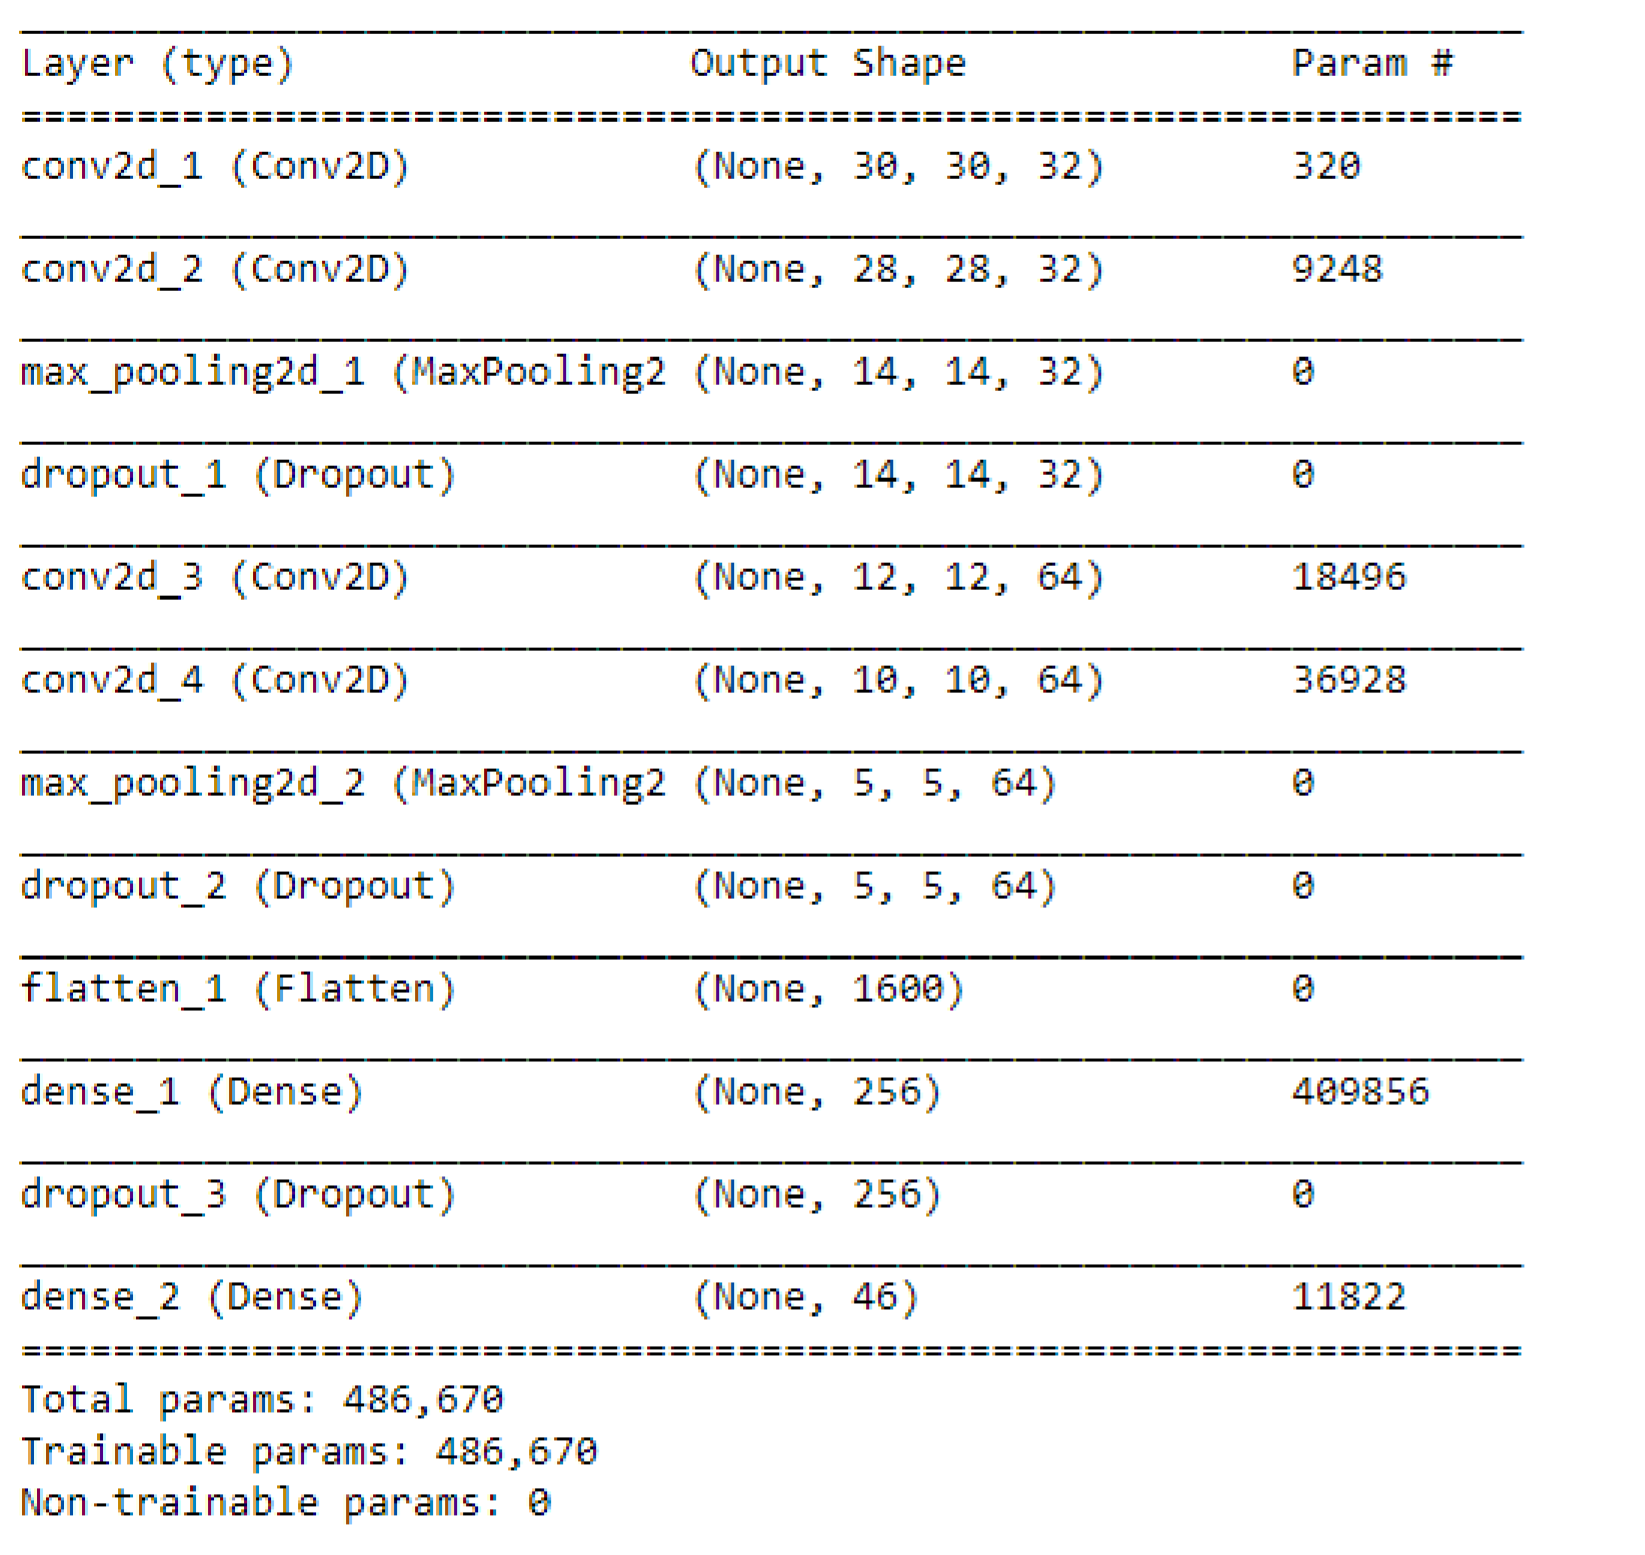 Layer (type) Output Shape Param #
=================================================================
conv2d_1 (Conv2D) (None, 30, 30, 32) 320
conv2d_2 (Conv2D) (None, 28, 28, 32) 9248
max_pooling2d_1 (MaxPooling2 (None, 14, 14, 32) 0
dropout_1 (Dropout) (None, 14, 14, 32) 0
conv2d_3 (Conv2D) (None, 12, 12, 64) 18496
conv2d_4 (Conv2D) (None, 10, 10, 64) 36928
max_pooling2d_2 (MaxPooling2 (None, 5, 5, 64) 0
dropout_2 (Dropout) (None, 5, 5, 64) 0
flatten_1 (Flatten) (None, 1600) 0
dense_1 (Dense) (None, 256) 409856
dropout_3 (Dropout) (None, 256) 0
dense_2 (Dense) (None, 46) 11822
=================================================================
Total params: 486,670
Trainable params: 486,670
Non-trainable params: 0